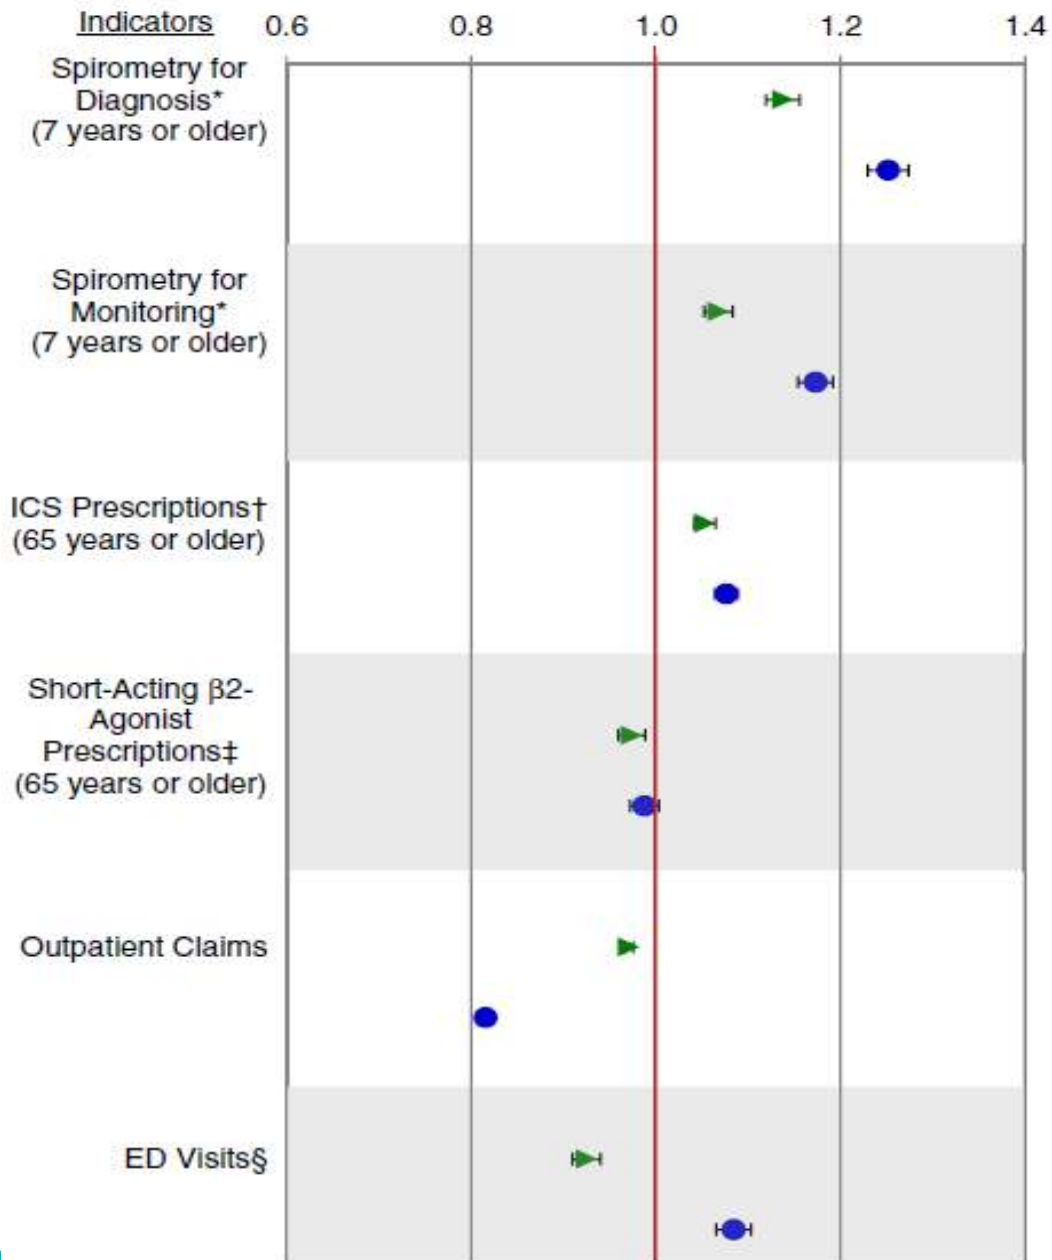 Indicators 0.6 0.8 1.0 1.2 1.4
Spirometry for
Diagnosis*
(7 years or older)
Spirometry for
Monitoring*
(7 years or older)
ICS Prescriptions†
(65 years or older)
Short-Acting β2-
Agonist
Prescriptions‡
(65 years or older)
Outpatient Claims
ED Visits§